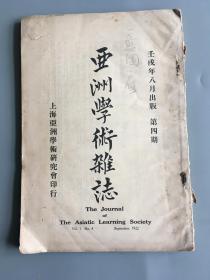 壬戌年八月出版 第四期
亞洲學術雜誌
The Journal
of
The Asiatic Learning Society
Vol. 1 No. 4 September 1922
上海亞洲學術研究會印行